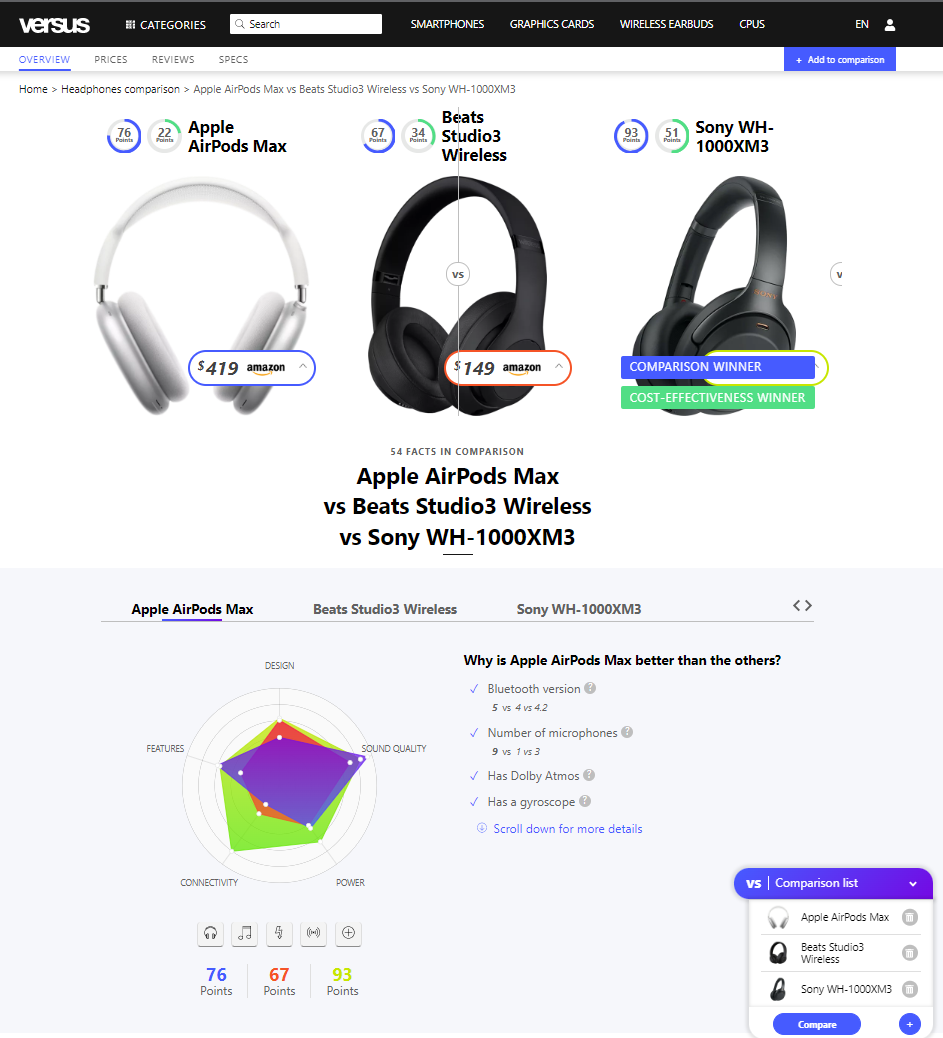 versus CATEGORIES Search SMARTPHONES GRAPHICS CARDS WIRELESS EARBUDS CPUS EN
OVERVIEW PRICES REVIEWS SPECS + Add to comparison
Home > Headphones comparison > Apple AirPods Max vs Beats Studio3 Wireless vs Sony WH-1000XM3
76 Points 22 Points Apple
AirPods Max
67 Points 34 Points Beats
Studio3
Wireless
93 Points 51 Points Sony WH-
1000XM3
vs
v
SONY
$419 amazon
$149 amazon
COMPARISON WINNER
COST-EFFECTIVENESS WINNER
54 FACTS IN COMPARISON
Apple AirPods Max
vs Beats Studio3 Wireless
vs Sony WH-1000XM3
Apple AirPods Max Beats Studio3 Wireless Sony WH-1000XM3 < >
DESIGN
SOUND QUALITY
FEATURES
CONNECTIVITY
POWER
76 67 93
Points Points Points
Why is Apple AirPods Max better than the others?
✓ Bluetooth version ?
5 vs 4 vs 4.2
✓ Number of microphones ?
9 vs 1 vs 3
✓ Has Dolby Atmos ?
✓ Has a gyroscope ?
Scroll down for more details
vs | Comparison list
Apple AirPods Max
Beats Studio3
Wireless
Sony WH-1000XM3
Compare +